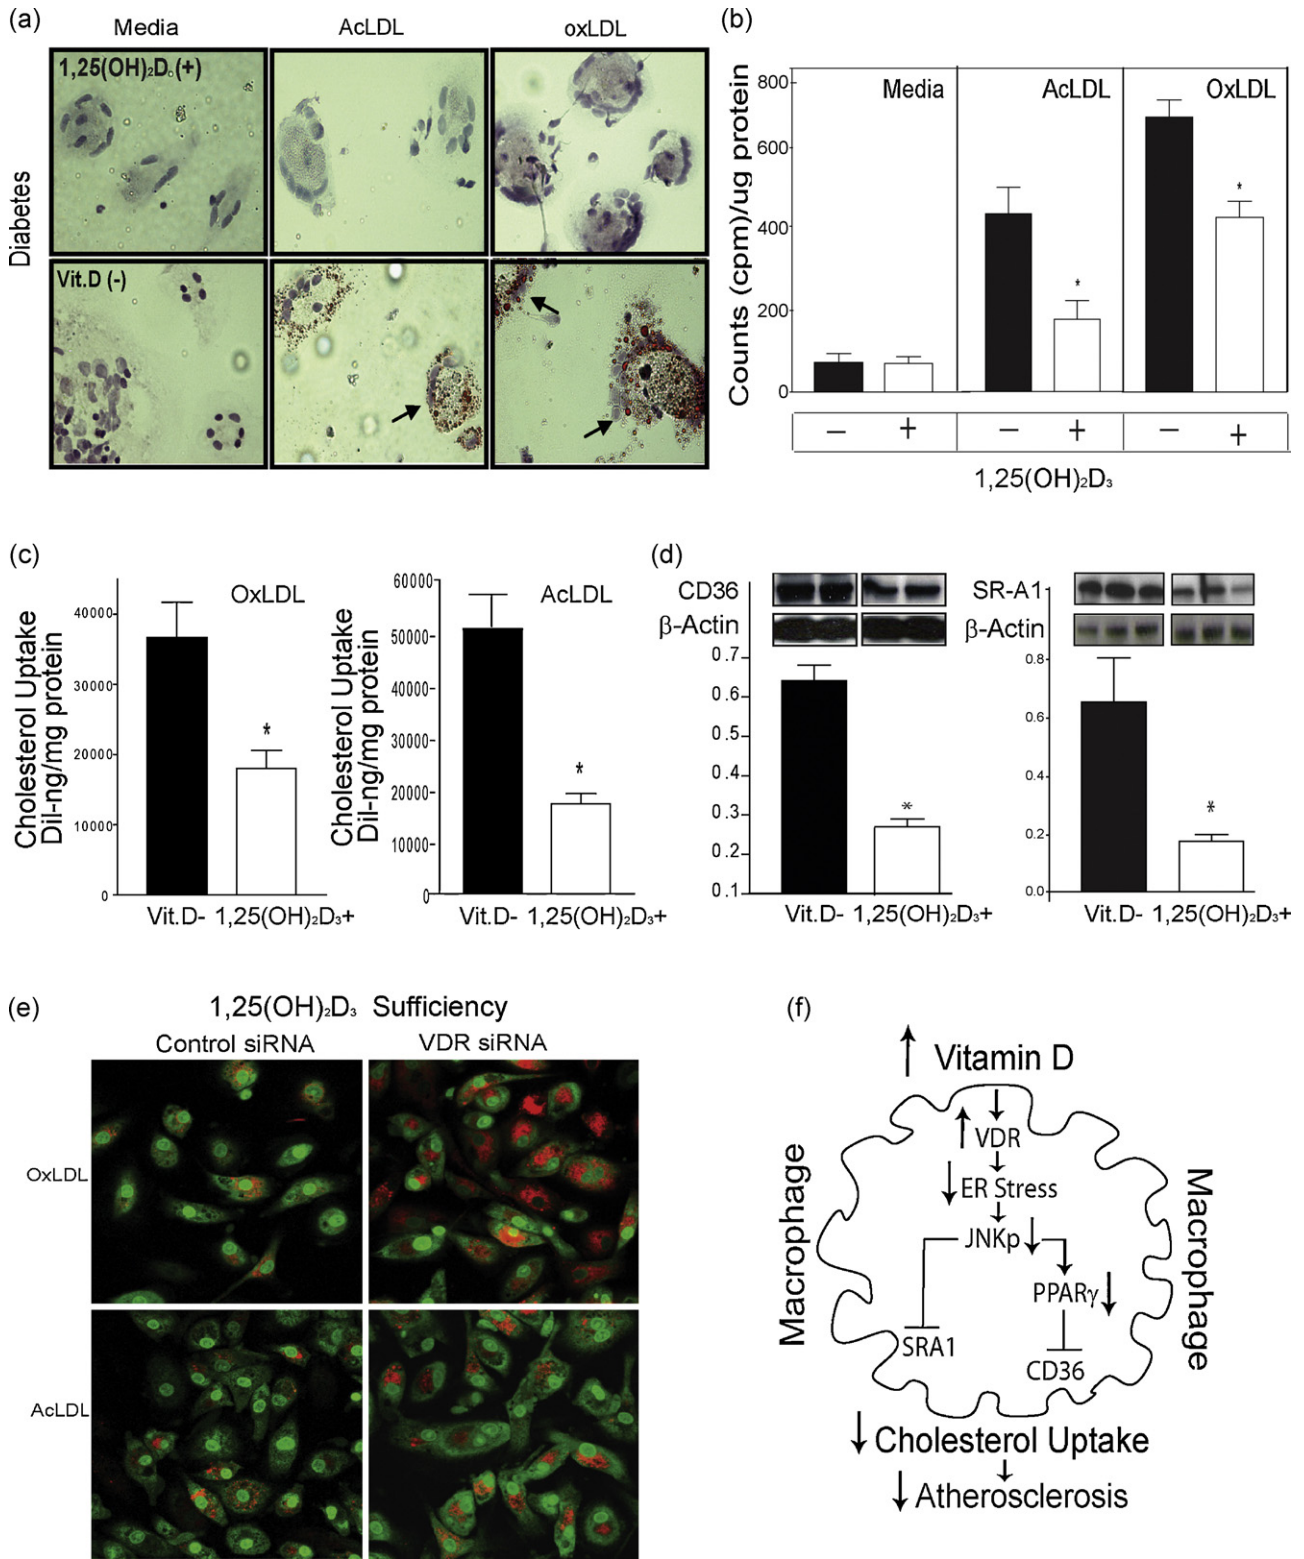 (a)
Media
AcLDL
oxLDL
Diabetes
1,25(OH)₂D (+)
Vit.D (-)
(b)
Counts (cpm)/ug protein
800
600
400
200
0
Media
AcLDL
OxLDL
*
*
− + − + − +
1,25(OH)₂D₃
(c)
Cholesterol Uptake
DiI-ng/mg protein
40000
30000
20000
10000
0
OxLDL
*
Vit.D- 1,25(OH)₂D₃+
Cholesterol Uptake
DiI-ng/mg protein
60000
50000
40000
30000
20000
10000
0
AcLDL
*
Vit.D- 1,25(OH)₂D₃+
(d)
CD36
β-Actin
0.7
0.6
0.4
0.3
0.2
0.1
*
Vit.D- 1,25(OH)₂D₃+
SR-A1
β-Actin
0.8
0.6
0.4
0.2
0.0
*
Vit.D- 1,25(OH)₂D₃+
(e)
1,25(OH)₂D₃ Sufficiency
Control siRNA
VDR siRNA
OxLDL
AcLDL
(f)
Vitamin D
VDR
ER Stress
JNKp
PPARγ
SRA1
CD36
Macrophage
Macrophage
Cholesterol Uptake
Atherosclerosis